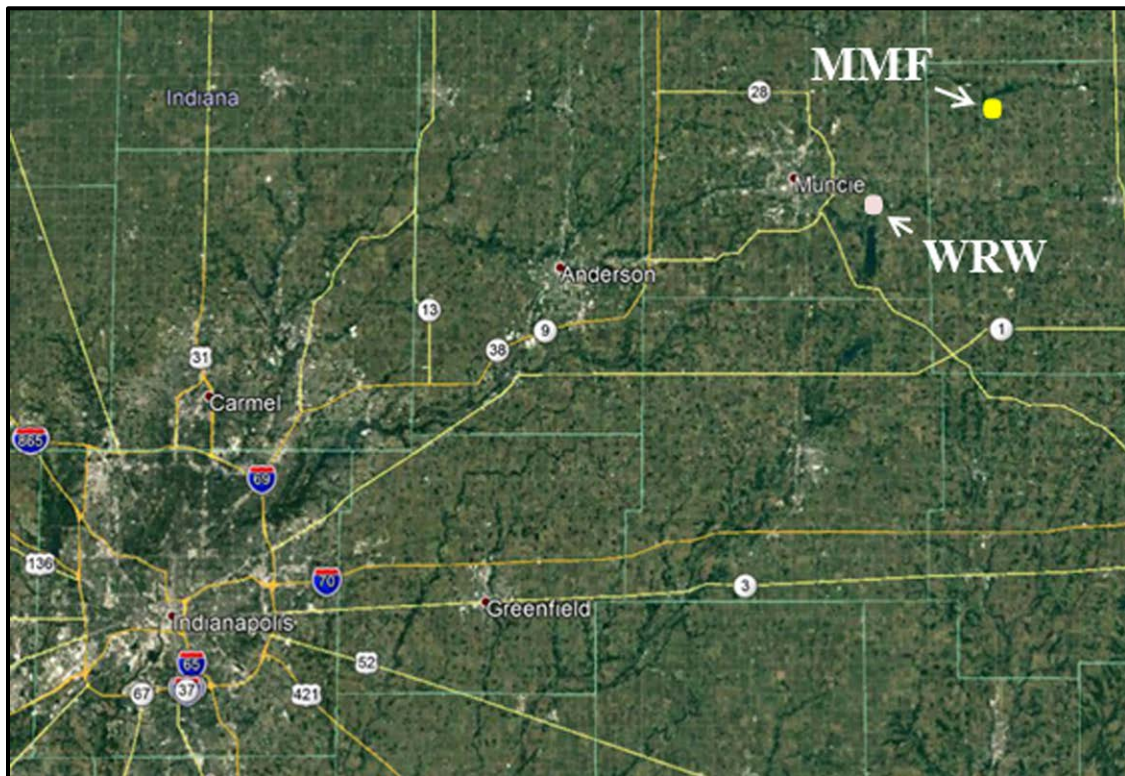 MMF
Indiana
28
Muncie
WRW
Anderson
13
9
1
38
31
Carmel
865
69
136
70
3
Greenfield
Indianapolis
65
52
67
37
421